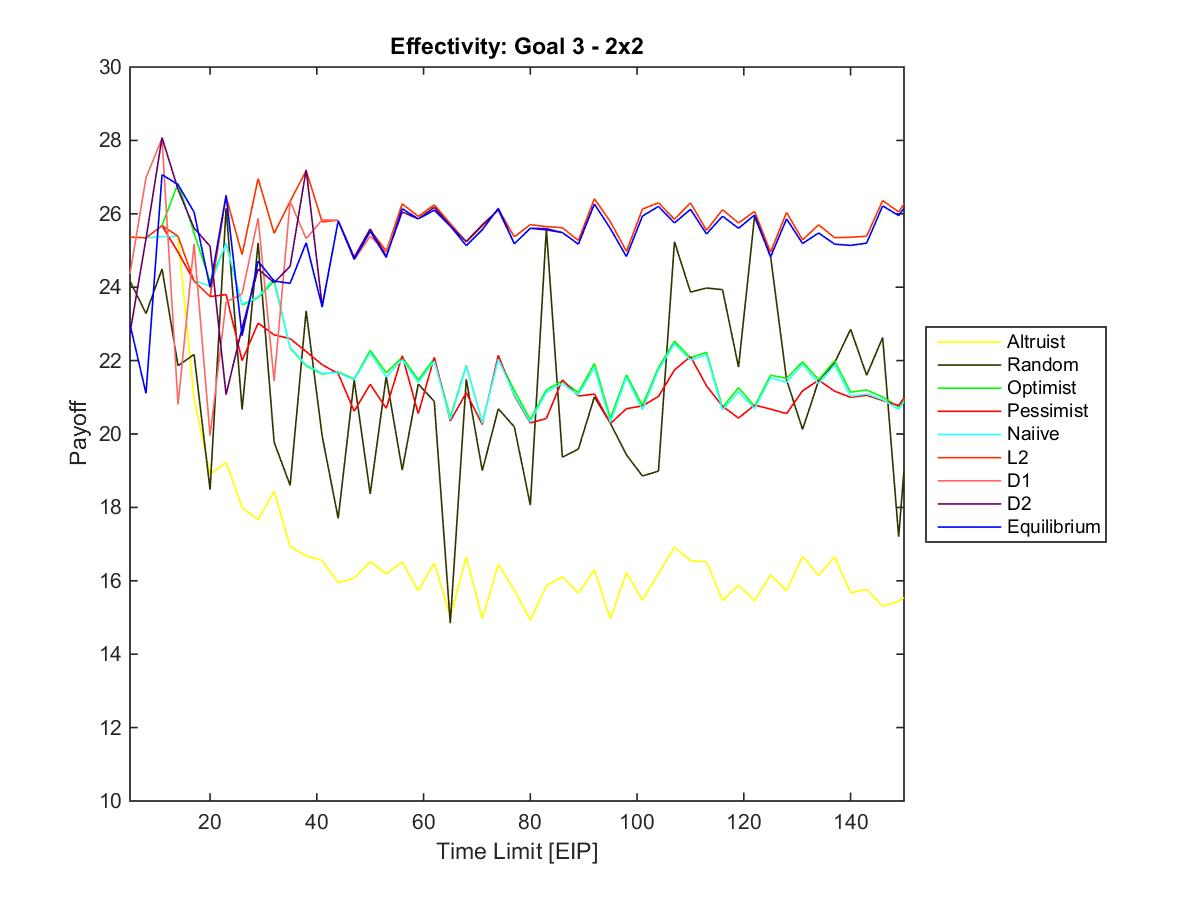 Effectivity: Goal 3 - 2x2
30
28
26
24
22
20
18
16
14
12
10
Payoff
20 40 60 80 100 120 140
Time Limit [EIP]
Altruist
Random
Optimist
Pessimist
Naiive
L2
D1
D2
Equilibrium